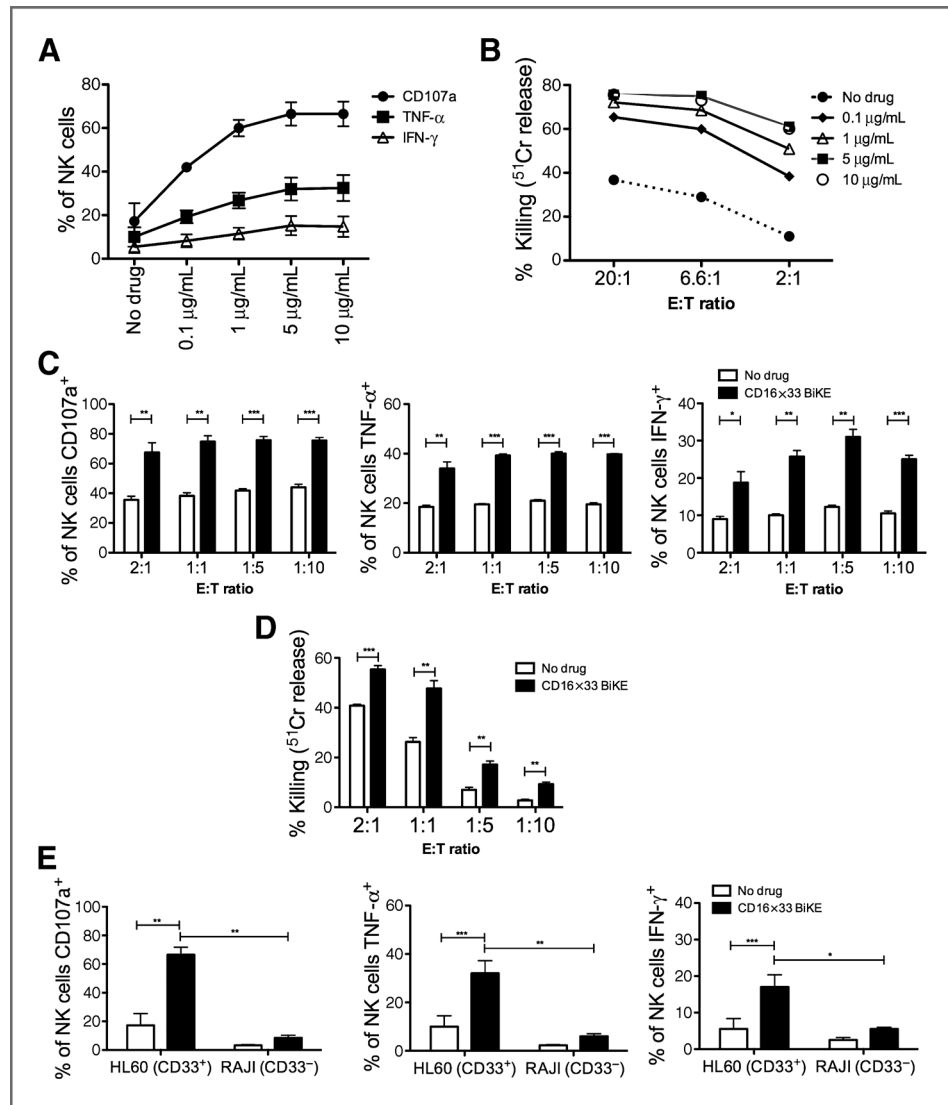 A
% of NK cells
80
60
40
20
0
No drug
0.1 μg/mL
1 μg/mL
5 μg/mL
10 μg/mL
CD107a
TNF-α
IFN-γ
B
% Killing (⁵¹Cr release)
80
60
40
20
0
20:1
6.6:1
2:1
E:T ratio
No drug
0.1 μg/mL
1 μg/mL
5 μg/mL
10 μg/mL
C
% of NK cells CD107a⁺
100
80
60
40
20
0
**
**
***
***
2:1
1:1
1:5
1:10
E:T ratio
% of NK cells TNF-α⁺
60
40
20
0
**
***
***
***
2:1
1:1
1:5
1:10
E:T ratio
No drug
CD16×33 BiKE
% of NK cells IFN-γ⁺
40
30
20
10
0
*
**
**
***
2:1
1:1
1:5
1:10
E:T ratio
D
% Killing (⁵¹Cr release)
60
40
20
0
***
**
**
**
2:1
1:1
1:5
1:10
E:T ratio
No drug
CD16×33 BiKE
E
% of NK cells CD107a⁺
100
80
60
40
20
0
**
**
HL60 (CD33⁺)
RAJI (CD33⁻)
% of NK cells TNF-α⁺
60
40
20
0
***
**
HL60 (CD33⁺)
RAJI (CD33⁻)
No drug
CD16×33 BiKE
% of NK cells IFN-γ⁺
40
30
20
10
0
***
*
HL60 (CD33⁺)
RAJI (CD33⁻)